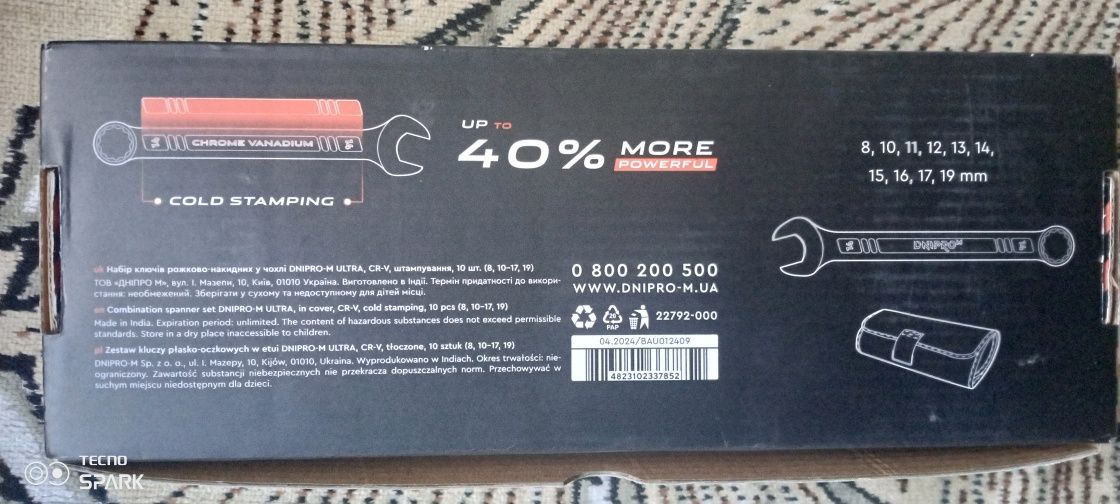 CHROME VANADIUM
COLD STAMPING
UP TO
40% MORE
POWERFUL
8, 10, 11, 12, 13, 14,
15, 16, 17, 19 mm
DNIPRO M
uk Набір ключів рожково-накидних у чохлі DNIPRO-M ULTRA, CR-V, штампування, 10 шт. (8, 10-17, 19)
ТОВ «ДНІПРО М», вул. І. Мазепи, 10, Київ, 01010 Україна. Виготовлено в Індії. Термін придатності до викори-
стання: необмежений. Зберігати у сухому та недоступному для дітей місці.
en Combination spanner set DNIPRO-M ULTRA, in cover, CR-V, cold stamping, 10 pcs (8, 10-17, 19)
Made in India. Expiration period: unlimited. The content of hazardous substances does not exceed permissible
standards. Store in a dry place inaccessible to children.
pl Zestaw kluczy płasko-oczkowych w etui DNIPRO-M ULTRA, CR-V, tłoczone, 10 sztuk (8, 10-17, 19)
DNIPRO-M Sp. z o. o., ul. I. Mazepy, 10, Kijów, 01010, Ukraina. Wyprodukowano w Indiach. Okres trwałości: nie-
ograniczony. Zawartość substancji niebezpiecznych nie przekracza dopuszczalnych norm. Przechowywać w
suchym miejscu niedostępnym dla dzieci.
0 800 200 500
WWW.DNIPRO-M.UA
20
PAP
22792-000
04.2024/BAU012409
4823102337852
TECNO
SPARK